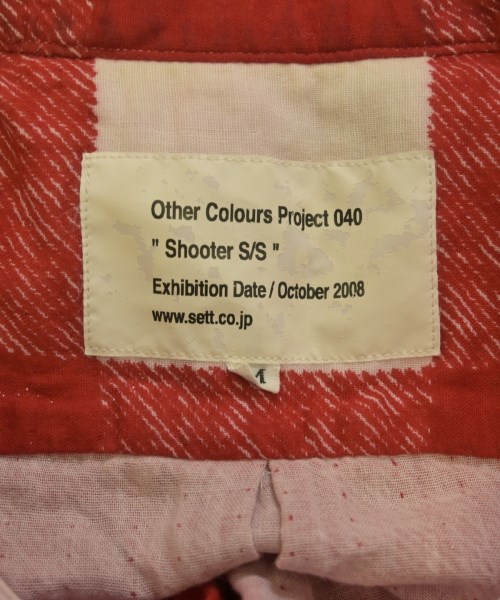 Other Colours Project 040
" Shooter S/S "
Exhibition Date / October 2008
www.sett.co.jp
1